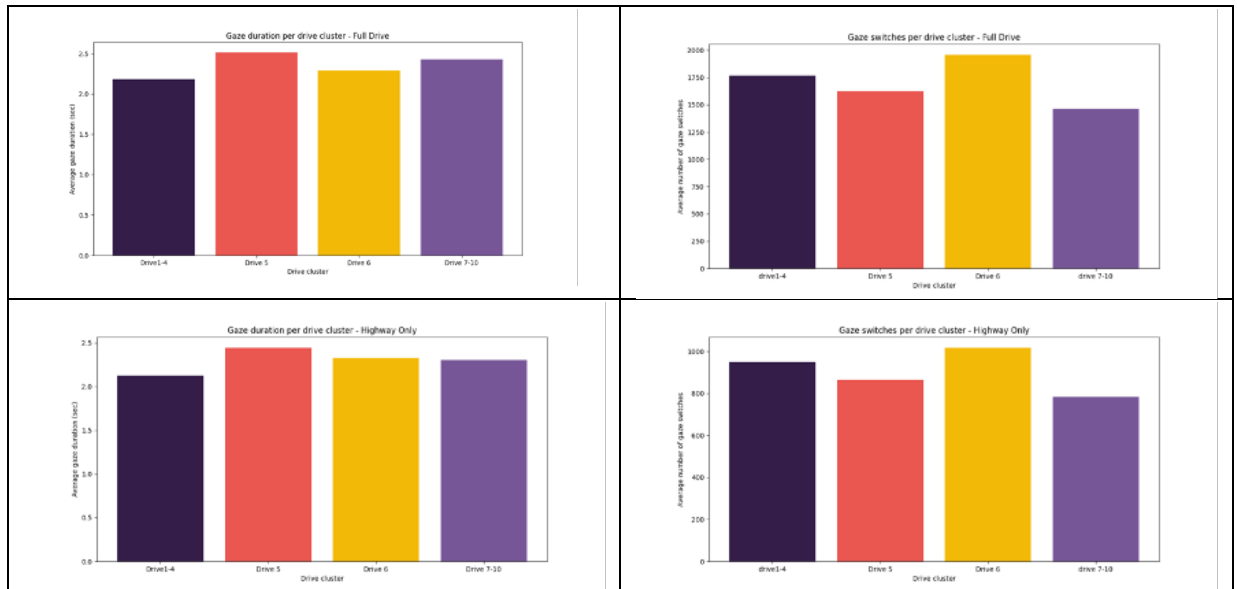 Gaze duration per drive cluster - Full Drive
Average gaze duration (sec)
2.5
2.0
1.5
1.0
0.5
0.0
Drive1-4 Drive 5 Drive 6 Drive 7-10
Drive cluster
Gaze switches per drive cluster - Full Drive
Average number of gaze switches
2000
1750
1500
1250
1000
750
500
250
0
drive1-4 Drive 5 Drive 6 drive 7-10
Drive cluster
Gaze duration per drive cluster - Highway Only
Average gaze duration (sec)
2.5
2.0
1.5
1.0
0.5
0.0
Drive1-4 Drive 5 Drive 6 Drive 7-10
Drive cluster
Gaze switches per drive cluster - Highway Only
Average number of gaze switches
1000
800
600
400
200
0
drive1-4 Drive 5 Drive 6 drive 7-10
Drive cluster